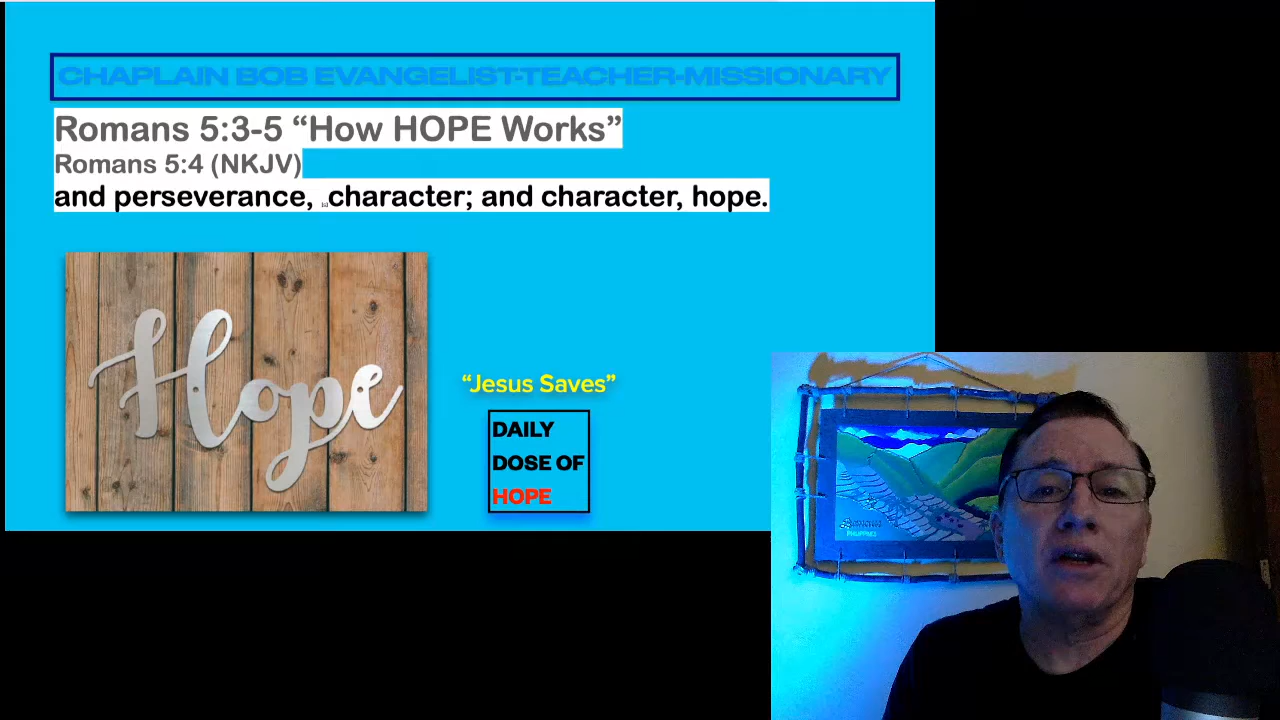 CHAPLAIN BOB EVANGELIST-TEACHER-MISSIONARY
Romans 5:3-5 “How HOPE Works”
Romans 5:4 (NKJV)
and perseverance, character; and character, hope.
Hope
“Jesus Saves”
DAILY
DOSE OF
HOPE
PHILIPPINES